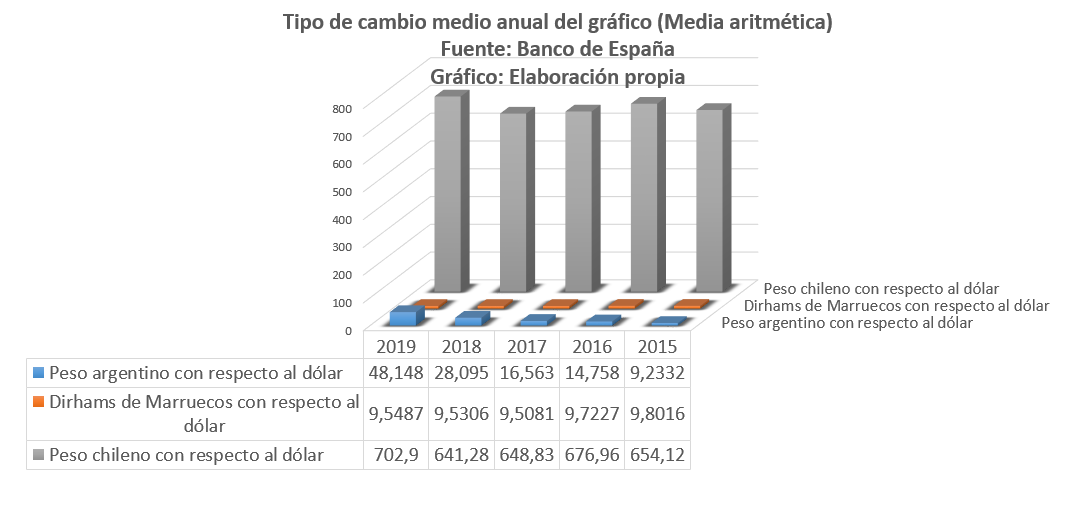 Tipo de cambio medio anual del gráfico (Media aritmética)
Fuente: Banco de España
Gráfico: Elaboración propia
800
700
600
500
400
300
200
100
0
Peso chileno con respecto al dólar
Dirhams de Marruecos con respecto al dólar
Peso argentino con respecto al dólar
2019 2018 2017 2016 2015
Peso argentino con respecto al dólar 48,148 28,095 16,563 14,758 9,2332
Dirhams de Marruecos con respecto al
dólar 9,5487 9,5306 9,5081 9,7227 9,8016
Peso chileno con respecto al dólar 702,9 641,28 648,83 676,96 654,12